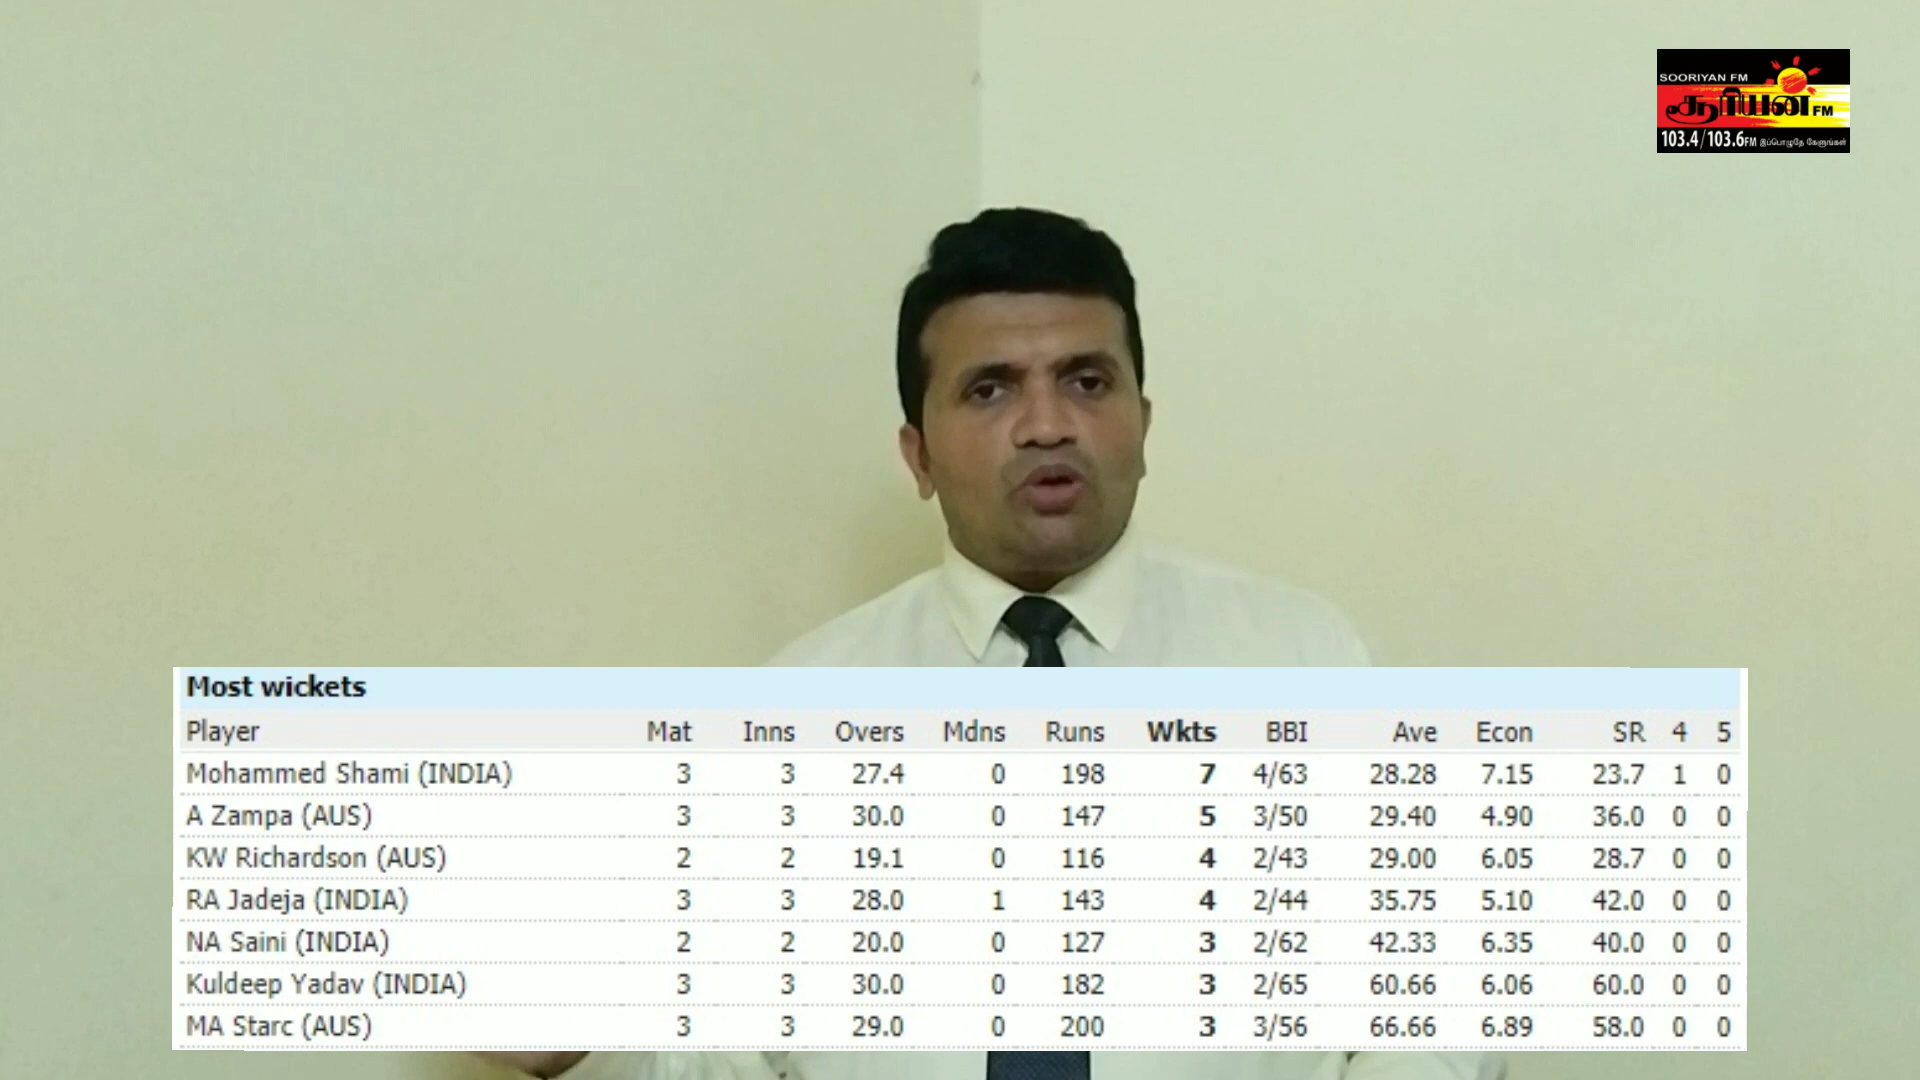 SOORIYAN FM
சூரியன் FM
103.4/103.6FM இப்பொழுதே கேளுங்கள்
Most wickets
Player Mat Inns Overs Mdns Runs Wkts BBI Ave Econ SR 4 5
Mohammed Shami (INDIA) 3 3 27.4 0 198 7 4/63 28.28 7.15 23.7 1 0
A Zampa (AUS) 3 3 30.0 0 147 5 3/50 29.40 4.90 36.0 0 0
KW Richardson (AUS) 2 2 19.1 0 116 4 2/43 29.00 6.05 28.7 0 0
RA Jadeja (INDIA) 3 3 28.0 1 143 4 2/44 35.75 5.10 42.0 0 0
NA Saini (INDIA) 2 2 20.0 0 127 3 2/62 42.33 6.35 40.0 0 0
Kuldeep Yadav (INDIA) 3 3 30.0 0 182 3 2/65 60.66 6.06 60.0 0 0
MA Starc (AUS) 3 3 29.0 0 200 3 3/56 66.66 6.89 58.0 0 0